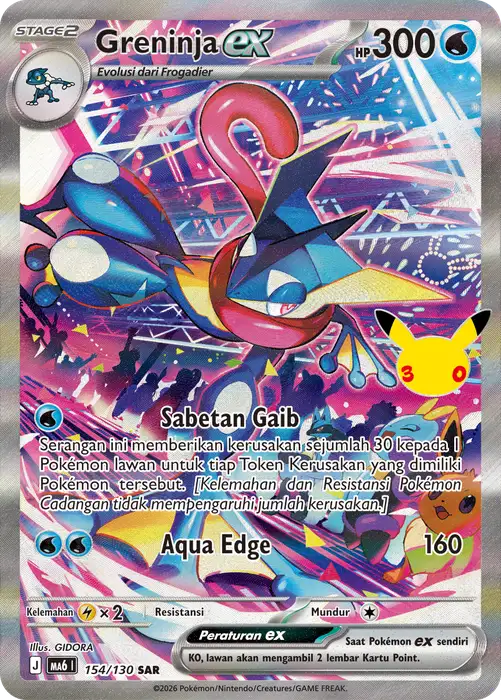 STAGE2 Greninja ex HP300
Evolusi dari Frogadier
30
Sabetan Gaib
Serangan ini memberikan kerusakan sejumlah 30 kepada 1
Pokémon lawan untuk tiap Token Kerusakan yang dimiliki
Pokémon tersebut. [Kelemahan dan Resistansi Pokémon
Cadangan tidak mempengaruhi jumlah kerusakan.]
Aqua Edge 160
Kelemahan ×2 Resistansi Mundur
Illus. GIDORA
Peraturan ex Saat Pokémon ex sendiri
KO, lawan akan mengambil 2 lembar Kartu Point.
J MA6 I 154/130 SAR
©2026 Pokémon/Nintendo/Creatures/GAME FREAK.